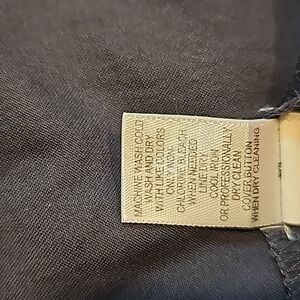 MACHINE WASH COLD
WASH AND DRY
WITH LIKE COLORS
ONLY NON-
CHLORINE BLEACH
WHEN NEEDED
LINE DRY
COOL IRON
OR PROFESSIONALLY
DRY CLEAN
COVER BUTTON
WHEN DRY CLEANING